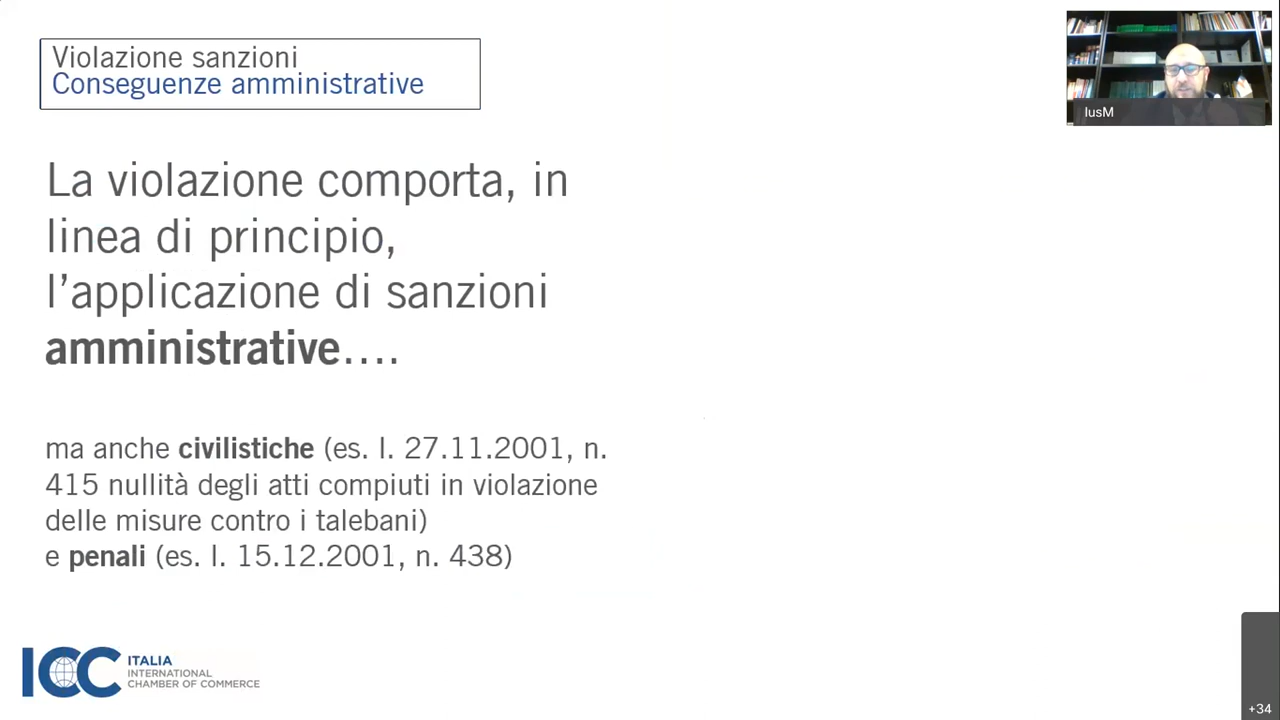 Violazione sanzioni
Conseguenze amministrative
IusM
La violazione comporta, in
linea di principio,
l’applicazione di sanzioni
amministrative....
ma anche civilistiche (es. l. 27.11.2001, n.
415 nullità degli atti compiuti in violazione
delle misure contro i talebani)
e penali (es. l. 15.12.2001, n. 438)
ICC ITALIA
INTERNATIONAL
CHAMBER OF COMMERCE
+34